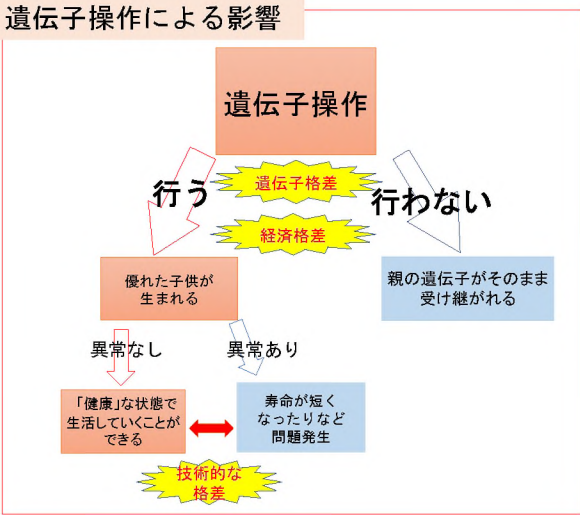 遺伝子操作による影響
遺伝子操作
行う
遺伝子格差
行わない
経済格差
優れた子供が
生まれる
親の遺伝子がそのまま
受け継がれる
異常なし
異常あり
「健康」な状態で
生活していくことが
できる
寿命が短く
なったりなど
問題発生
技術的な
格差